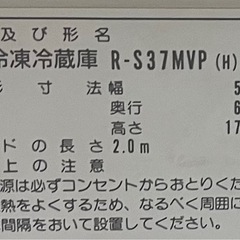 及び形名
冷凍冷蔵庫 R-S37MVP (H)
形寸法幅 5
奥行 6
高さ 17
ドの長さ 2.0m
上の注意
源は必ずコンセントからおとりくだ
熱をよくするため、なるべく周囲に
間隔をおいて設置してください。